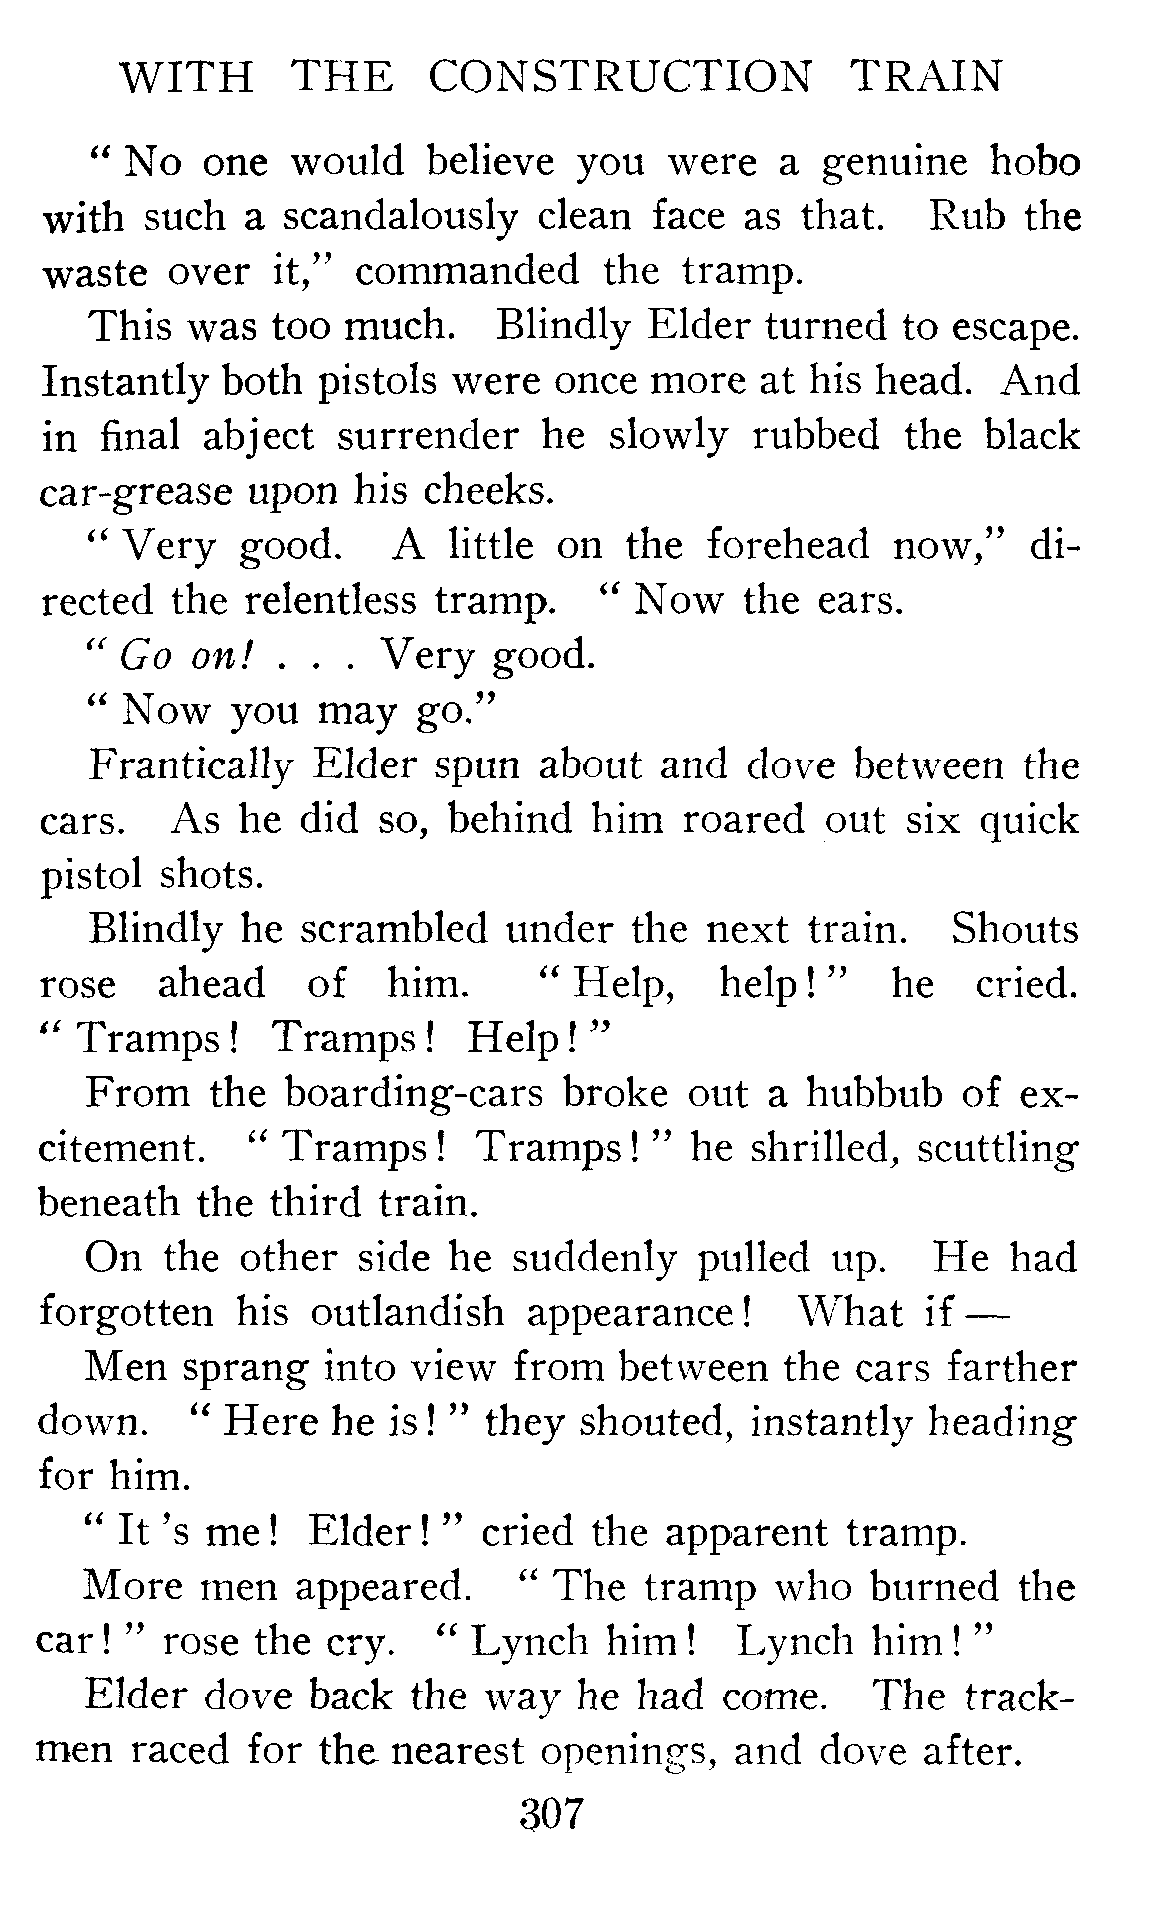 WITH THE CONSTRUCTION TRAIN
“ No one would believe you were a genuine hobo
with such a scandalously clean face as that. Rub the
waste over it,” commanded the tramp.
This was too much. Blindly Elder turned to escape.
Instantly both pistols were once more at his head. And
in final abject surrender he slowly rubbed the black
car-grease upon his cheeks.
“ Very good. A little on the forehead now,” di-
rected the relentless tramp. “ Now the ears.
“ Go on! . . . Very good.
“ Now you may go.”
Frantically Elder spun about and dove between the
cars. As he did so, behind him roared out six quick
pistol shots.
Blindly he scrambled under the next train. Shouts
rose ahead of him. “ Help, help! ” he cried.
“ Tramps! Tramps! Help! ”
From the boarding-cars broke out a hubbub of ex-
citement. “ Tramps! Tramps! ” he shrilled, scuttling
beneath the third train.
On the other side he suddenly pulled up. He had
forgotten his outlandish appearance! What if —
Men sprang into view from between the cars farther
down. “ Here he is! ” they shouted, instantly heading
for him.
“ It 's me! Elder! ” cried the apparent tramp.
More men appeared. “ The tramp who burned the
car! ” rose the cry. “ Lynch him! Lynch him! ”
Elder dove back the way he had come. The track-
men raced for the nearest openings, and dove after.
307